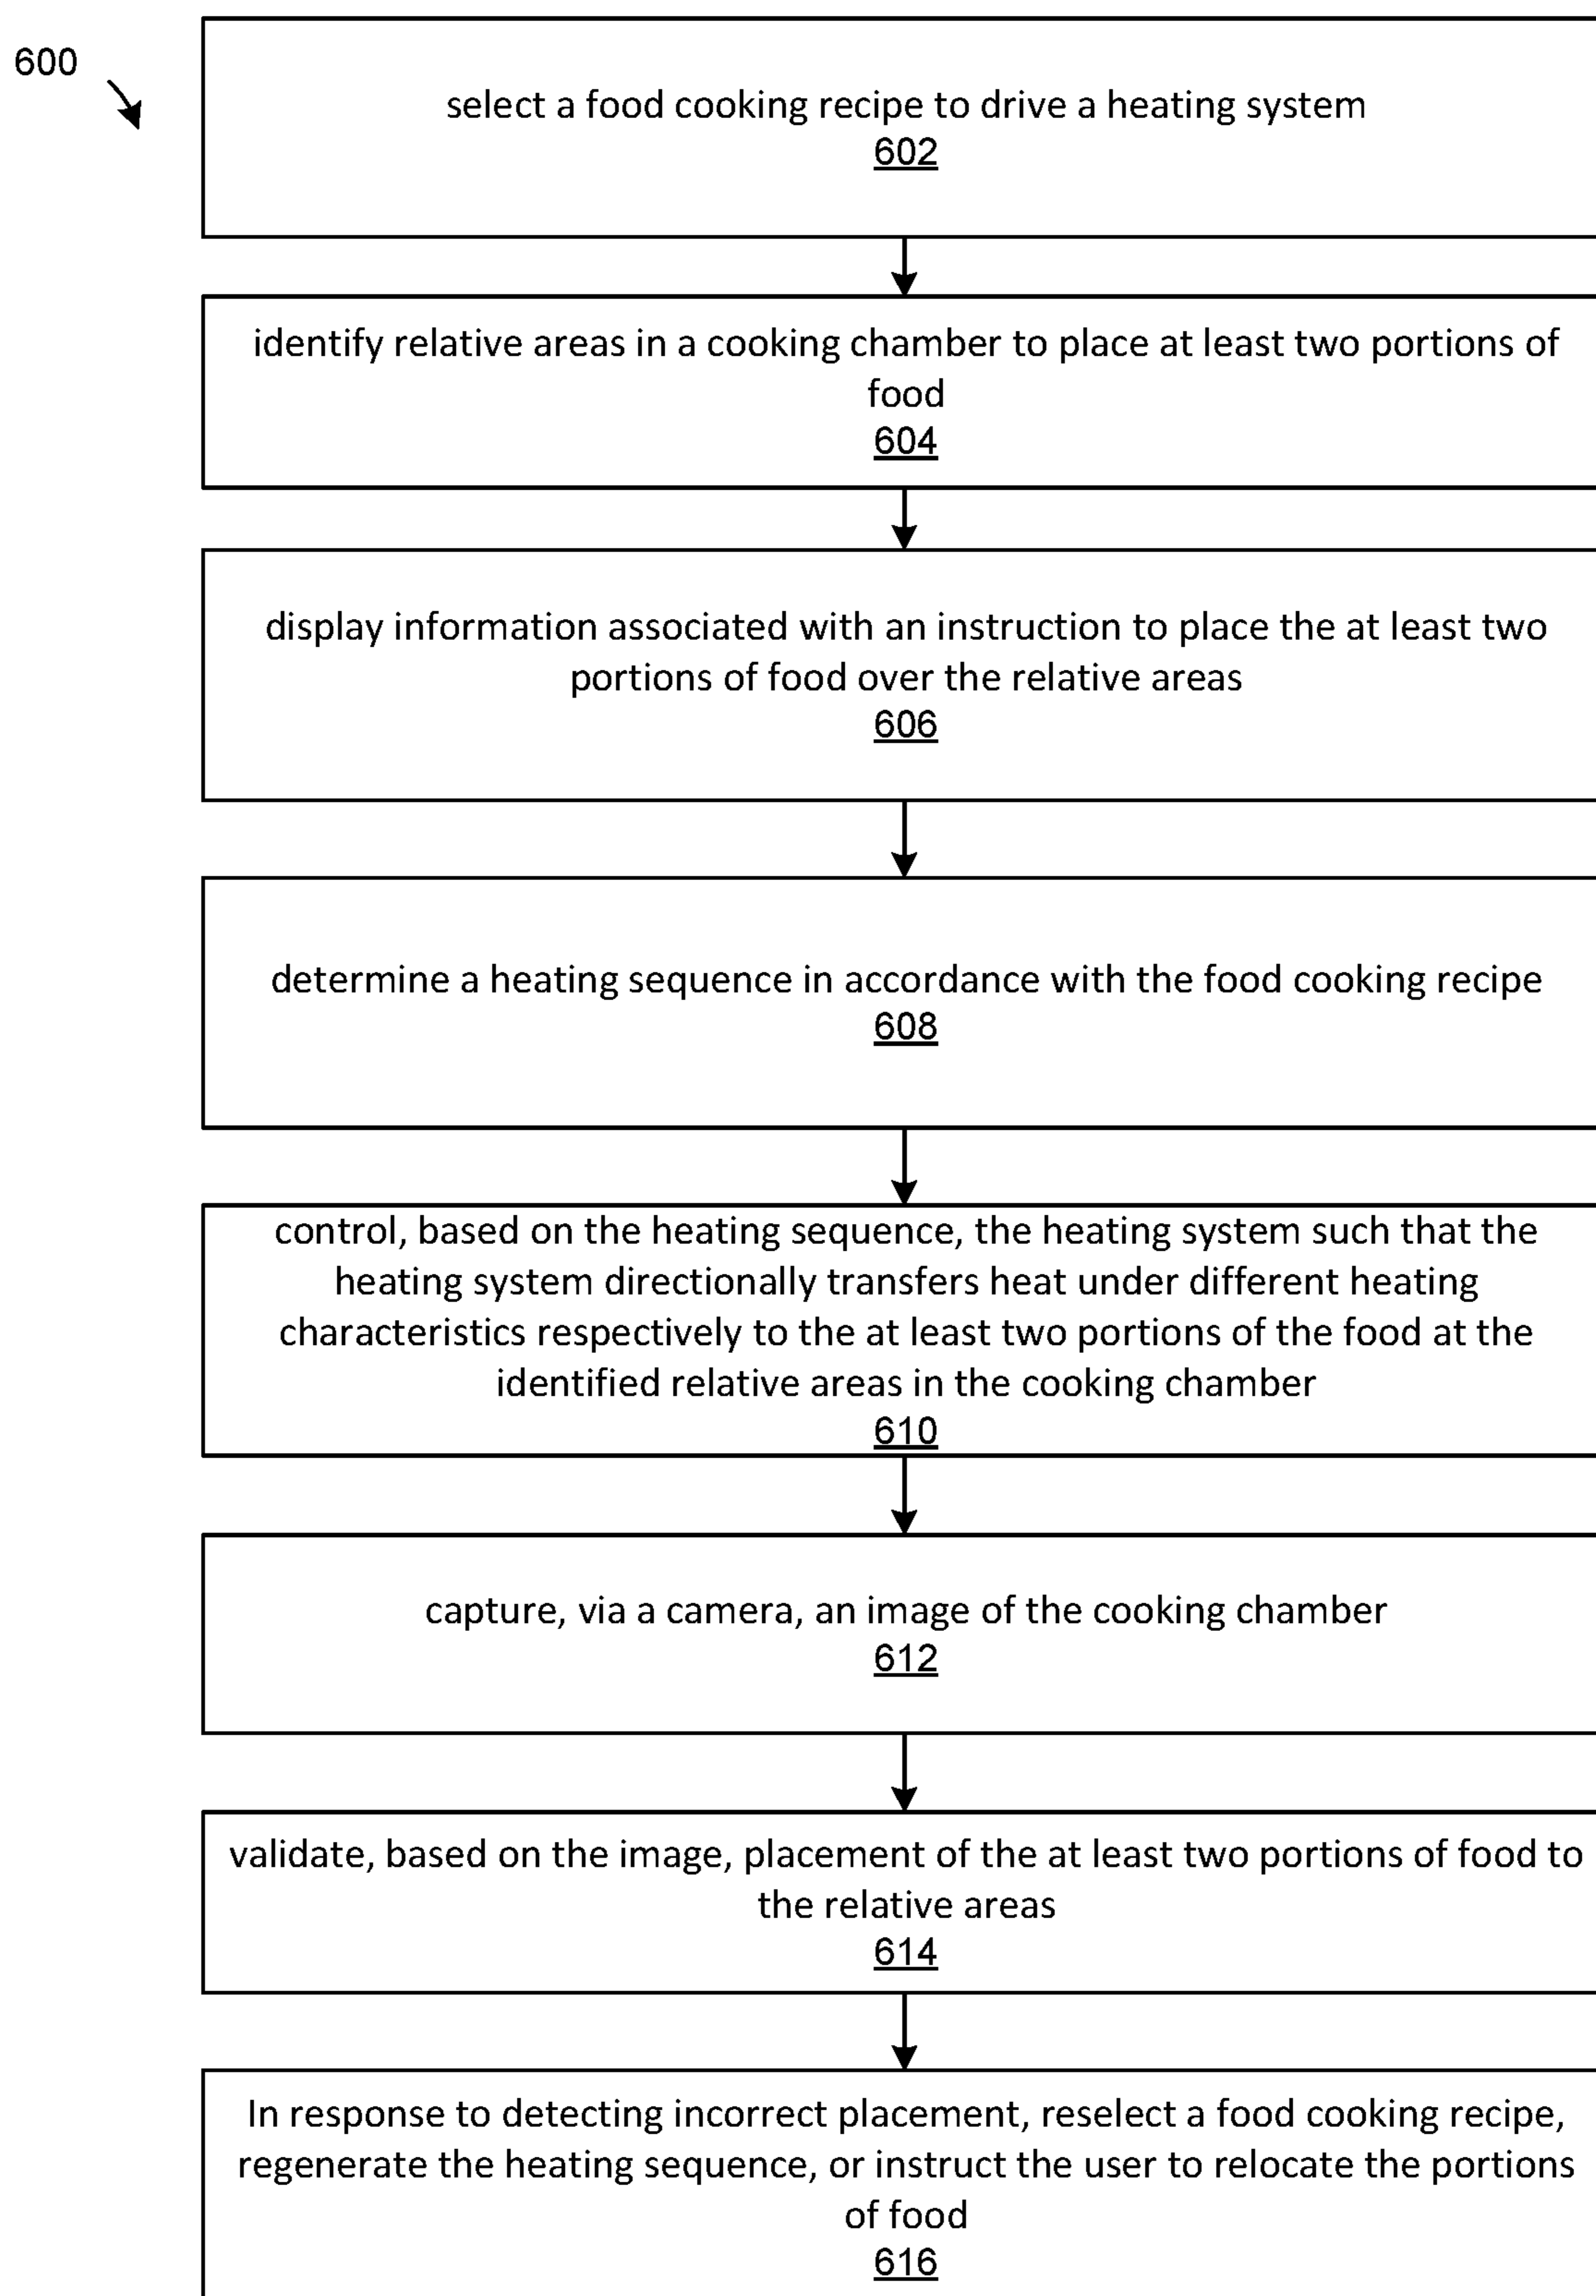 600
select a food cooking recipe to drive a heating system
602
identify relative areas in a cooking chamber to place at least two portions of
food
604
display information associated with an instruction to place the at least two
portions of food over the relative areas
606
determine a heating sequence in accordance with the food cooking recipe
608
control, based on the heating sequence, the heating system such that the
heating system directionally transfers heat under different heating
characteristics respectively to the at least two portions of the food at the
identified relative areas in the cooking chamber
610
capture, via a camera, an image of the cooking chamber
612
validate, based on the image, placement of the at least two portions of food to
the relative areas
614
In response to detecting incorrect placement, reselect a food cooking recipe,
regenerate the heating sequence, or instruct the user to relocate the portions
of food
616